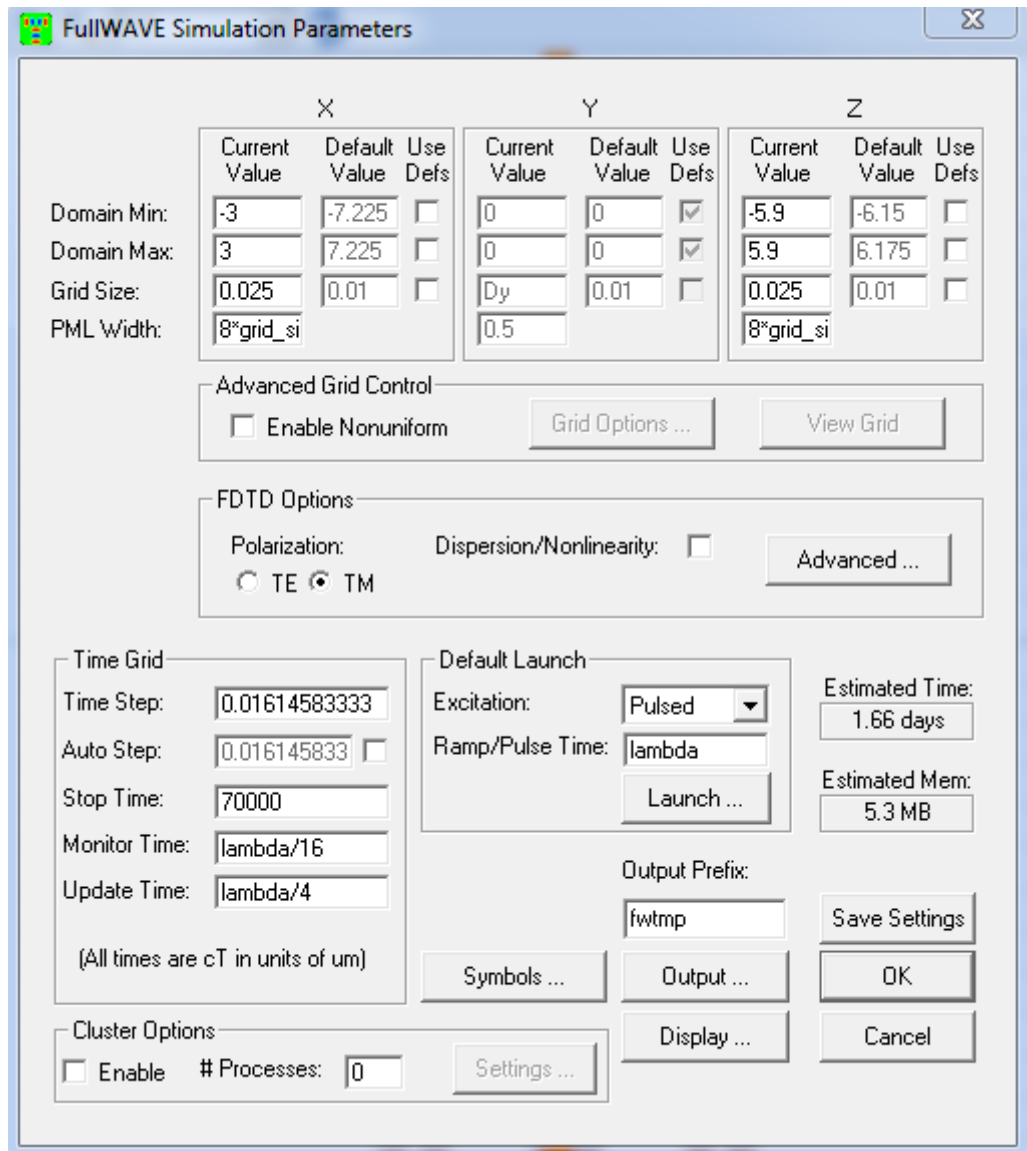 FullWAVE Simulation Parameters
X Y Z
Current Default Use Current Default Use Current Default Use
Value Value Defs Value Value Defs Value Value Defs
Domain Min: -3 -7.225 0 0 -5.9 -6.15
Domain Max: 3 7.225 0 0 5.9 6.175
Grid Size: 0.025 0.01 Dy 0.01 0.025 0.01
PML Width: 8*grid_si 0.5 8*grid_si
Advanced Grid Control
Enable Nonuniform Grid Options ... View Grid
FDTD Options
Polarization: Dispersion/Nonlinearity: Advanced ...
TE TM
Time Grid
Time Step: 0.01614583333
Auto Step: 0.016145833
Stop Time: 70000
Monitor Time: lambda/16
Update Time: lambda/4
(All times are cT in units of um)
Default Launch
Excitation: Pulsed
Ramp/Pulse Time: lambda
Launch ...
Estimated Time:
1.66 days
Estimated Mem:
5.3 MB
Output Prefix:
fwtmp Save Settings
Symbols ... Output ... OK
Display ... Cancel
Cluster Options
Enable # Processes: 0 Settings ...